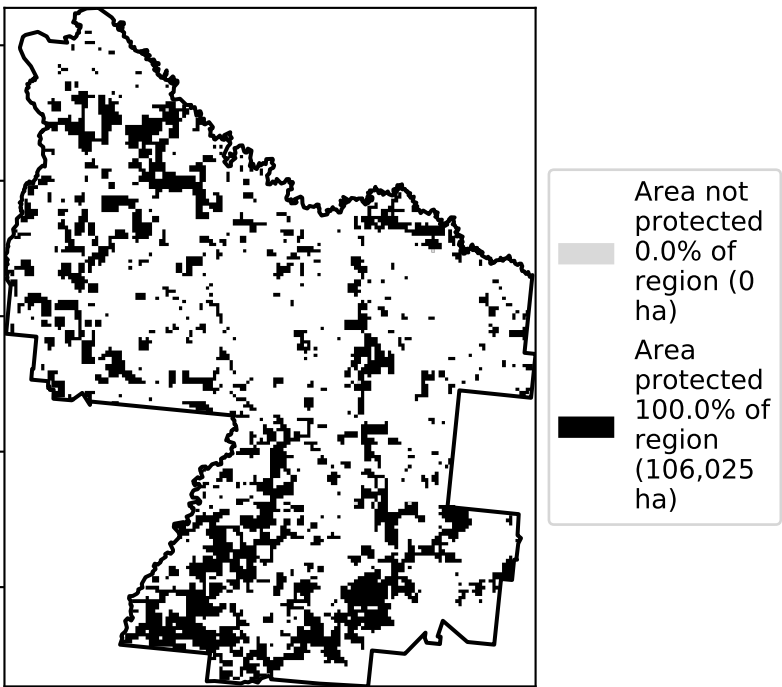 Area not
protected
0.0% of
region (0
ha)
Area
protected
100.0% of
region
(106,025
ha)